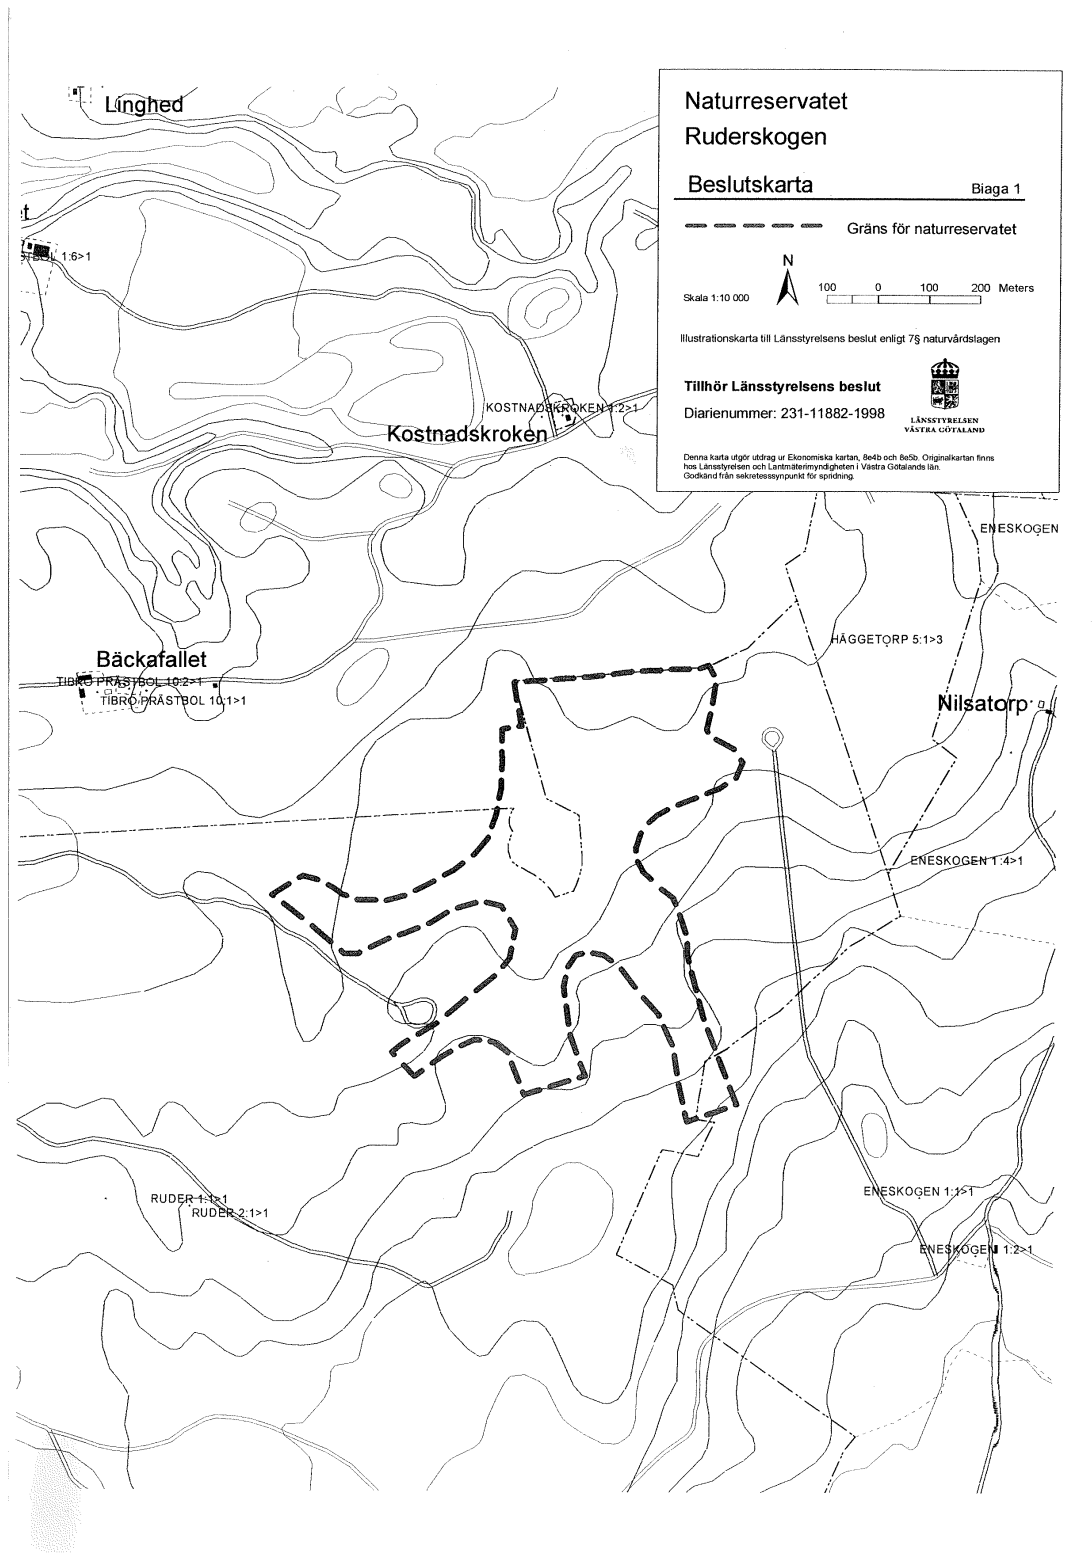 Linghed
Naturreservatet
Ruderskogen
Beslutskarta
Biaga 1
Gräns för naturreservatet
N
Skala 1:10 000
100 0 100 200 Meters
Illustrationskarta till Länsstyrelsens beslut enligt 7§ naturvårdslagen
Tillhör Länsstyrelsens beslut
Diarienummer: 231-11882-1998
LÄNSSTYRELSEN
VÄSTRA GÖTALAND
Denna karta utgör utdrag ur Ekonomiska kartan, 8e4b och 8e5b. Originalkartan finns
hos Länsstyrelsen och Lantmäterimyndigheten i Västra Götalands län.
Godkänd från sekretesssynpunkt för spridning.
et
STBOL 1:6>1
KOSTNADSKROKEN 1:2>1
Kostnadskroken
ENESKOGEN
HÄGGETORP 5:1>3
Bäckafallet
TIBRO PRÄSTBOL 10:2>1
TIBRO PRÄSTBOL 10:1>1
Nilsatorp
ENESKOGEN 1:4>1
RUDER 1:1>1
RUDER 2:1>1
ENESKOGEN 1:1>1
ENESKOGEN 1:2>1